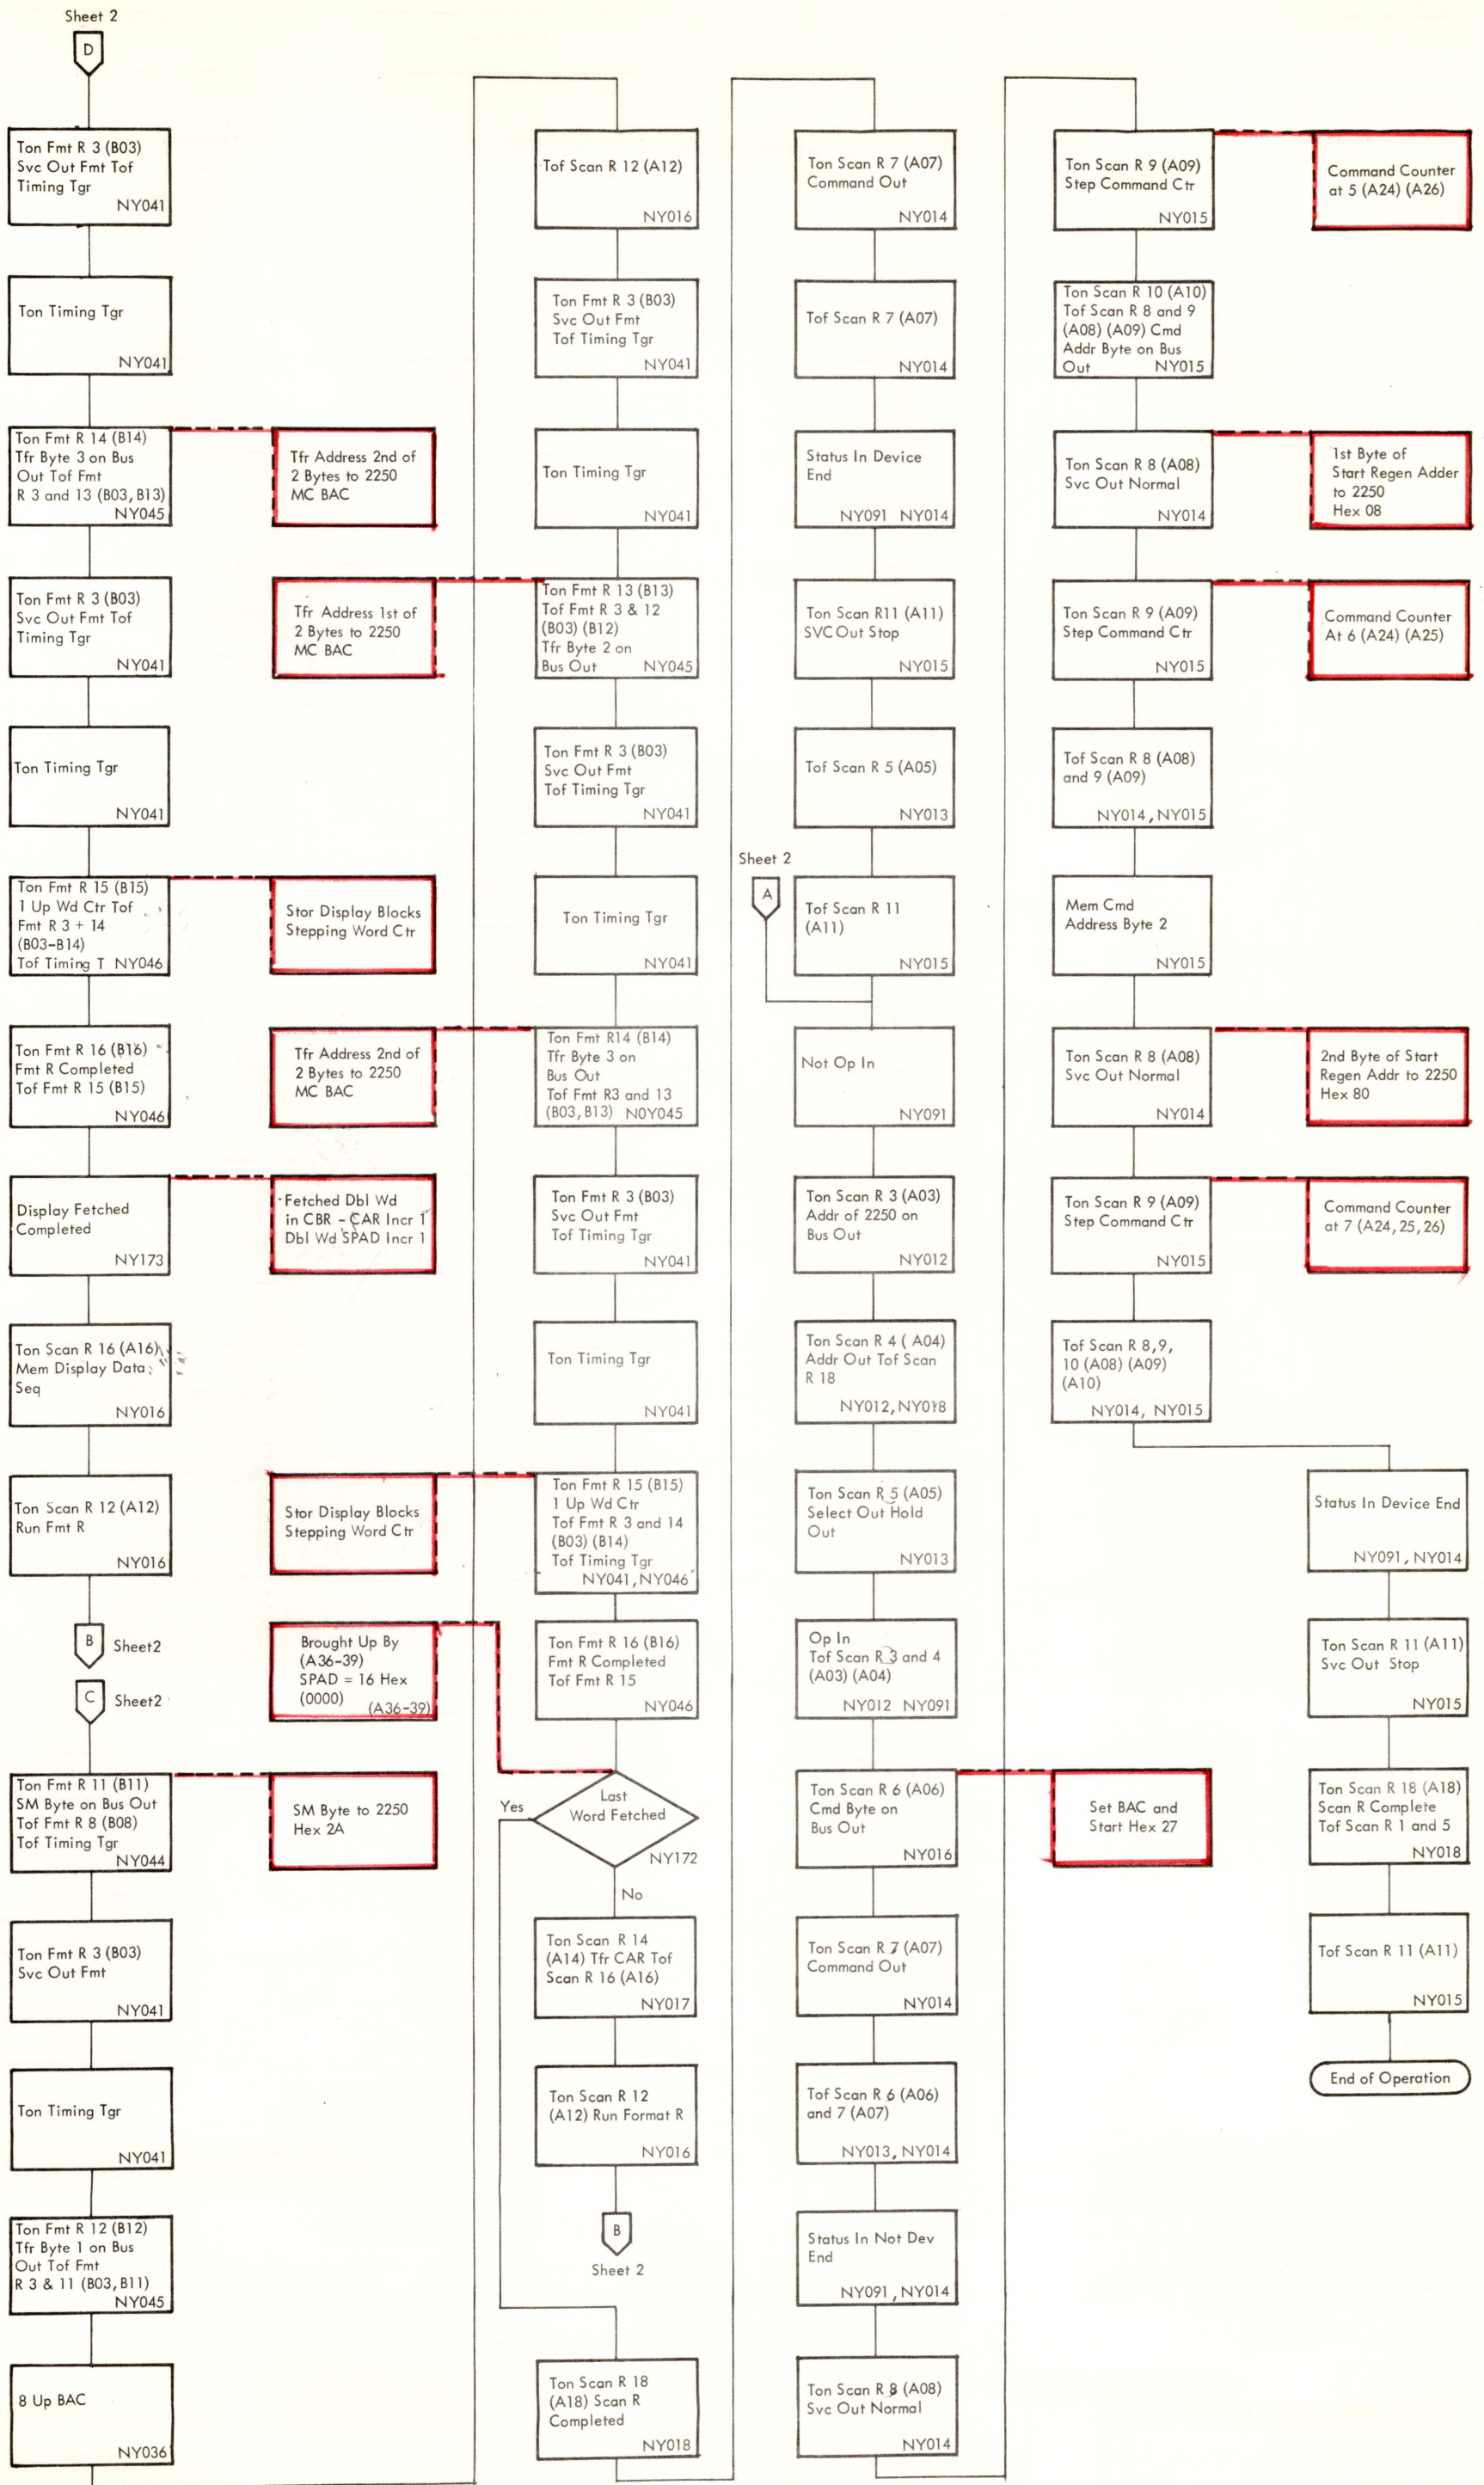 Sheet 2
D
Ton Fmt R 3 (B03)
Svc Out Fmt Tof
Timing Tgr
NY041
Ton Timing Tgr
NY041
Ton Fmt R 14 (B14)
Tfr Byte 3 on Bus
Out Tof Fmt
R 3 and 13 (B03, B13)
NY045
Tfr Address 2nd of
2 Bytes to 2250
MC BAC
Ton Fmt R 3 (B03)
Svc Out Fmt Tof
Timing Tgr
NY041
Ton Timing Tgr
NY041
Ton Fmt R 15 (B15)
1 Up Wd Ctr Tof
Fmt R 3 + 14
(B03-B14)
Tof Timing T NY046
Stor Display Blocks
Stepping Word Ctr
Ton Fmt R 16 (B16)
Fmt R Completed
Tof Fmt R 15 (B15)
NY046
Display Fetched
Completed
NY173
Fetched Dbl Wd
in CBR - CAR Incr 1
Dbl Wd SPAD Incr 1
Ton Scan R 16 (A16)
Mem Display Data
Seq
NY016
Ton Scan R 12 (A12)
Run Fmt R
NY016
B
Sheet2
C
Sheet2
Ton Fmt R 11 (B11)
SM Byte on Bus Out
Tof Fmt R 8 (B08)
Tof Timing Tgr
NY044
SM Byte to 2250
Hex 2A
Ton Fmt R 3 (B03)
Svc Out Fmt
NY041
Ton Timing Tgr
NY041
Ton Fmt R 12 (B12)
Tfr Byte 1 on Bus
Out Tof Fmt
R 3 & 11 (B03, B11)
NY045
8 Up BAC
NY036
Tof Scan R 12 (A12)
NY016
Ton Fmt R 3 (B03)
Svc Out Fmt
Tof Timing Tgr
NY041
Ton Timing Tgr
NY041
Tfr Address 1st of
2 Bytes to 2250
MC BAC
Ton Fmt R 13 (B13)
Tof Fmt R 3 & 12
(B03) (B12)
Tfr Byte 2 on
Bus Out NY045
Ton Fmt R 3 (B03)
Svc Out Fmt
Tof Timing Tgr
NY041
Ton Timing Tgr
NY041
Tfr Address 2nd of
2 Bytes to 2250
MC BAC
Ton Fmt R14 (B14)
Tfr Byte 3 on
Bus Out
Tof Fmt R3 and 13
(B03, B13) N0Y045
Ton Fmt R 3 (B03)
Svc Out Fmt
Tof Timing Tgr
NY041
Ton Timing Tgr
NY041
Stor Display Blocks
Stepping Word Ctr
Ton Fmt R 15 (B15)
1 Up Wd Ctr
Tof Fmt R 3 and 14
(B03) (B14)
Tof Timing Tgr
NY041, NY046
Brought Up By
(A36-39)
SPAD = 16 Hex
(0000)
(A36-39)
Ton Fmt R 16 (B16)
Fmt R Completed
Tof Fmt R 15
NY046
Last
Word Fetched
Yes
NY172
No
Ton Scan R 14
(A14) Tfr CAR Tof
Scan R 16 (A16)
NY017
Ton Scan R 12
(A12) Run Format R
NY016
B
Sheet 2
Ton Scan R 18
(A18) Scan R
Completed
NY018
Ton Scan R 7 (A07)
Command Out
NY014
Tof Scan R 7 (A07)
NY014
Status In Device
End
NY091 NY014
Ton Scan R11 (A11)
SVC Out Stop
NY015
Tof Scan R 5 (A05)
NY013
Sheet 2
A
Tof Scan R 11
(A11)
NY015
Not Op In
NY091
Ton Scan R 3 (A03)
Addr of 2250 on
Bus Out
NY012
Ton Scan R 4 ( A04)
Addr Out Tof Scan
R 18
NY012, NY018
Ton Scan R 5 (A05)
Select Out Hold
Out
NY013
Op In
Tof Scan R 3 and 4
(A03) (A04)
NY012 NY091
Ton Scan R 6 (A06)
Cmd Byte on
Bus Out
NY016
Set BAC and
Start Hex 27
Ton Scan R 7 (A07)
Command Out
NY014
Tof Scan R 6 (A06)
and 7 (A07)
NY013, NY014
Status In Not Dev
End
NY091, NY014
Ton Scan R 8 (A08)
Svc Out Normal
NY014
Ton Scan R 9 (A09)
Step Command Ctr
NY015
Command Counter
at 5 (A24) (A26)
Ton Scan R 10 (A10)
Tof Scan R 8 and 9
(A08) (A09) Cmd
Addr Byte on Bus
Out NY015
Ton Scan R 8 (A08)
Svc Out Normal
NY014
1st Byte of
Start Regen Adder
to 2250
Hex 08
Ton Scan R 9 (A09)
Step Command Ctr
NY015
Command Counter
At 6 (A24) (A25)
Tof Scan R 8 (A08)
and 9 (A09)
NY014, NY015
Mem Cmd
Address Byte 2
NY015
Ton Scan R 8 (A08)
Svc Out Normal
NY014
2nd Byte of Start
Regen Addr to 2250
Hex 80
Ton Scan R 9 (A09)
Step Command Ctr
NY015
Command Counter
at 7 (A24, 25, 26)
Tof Scan R 8, 9,
10 (A08) (A09)
(A10)
NY014, NY015
Status In Device End
NY091, NY014
Ton Scan R 11 (A11)
Svc Out Stop
NY015
Ton Scan R 18 (A18)
Scan R Complete
Tof Scan R 1 and 5
NY018
Tof Scan R 11 (A11)
NY015
End of Operation